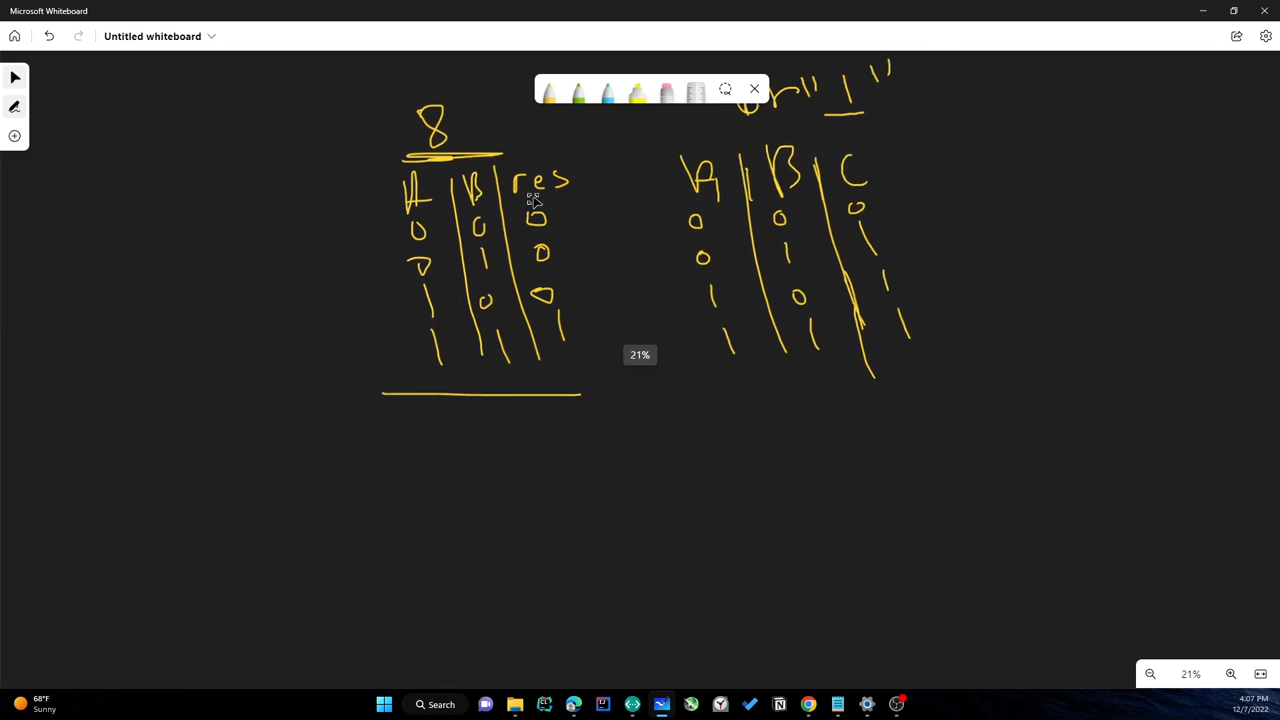 Microsoft Whiteboard
Untitled whiteboard
or "1"
8
A B res
0 0 0
0 1 0
1 0 0
1 1 1
A B C
0 0 0
0 1 1
1 0 1
1 1 1
21%
21%
68°F
Sunny
Search
4:07 PM
12/7/2022